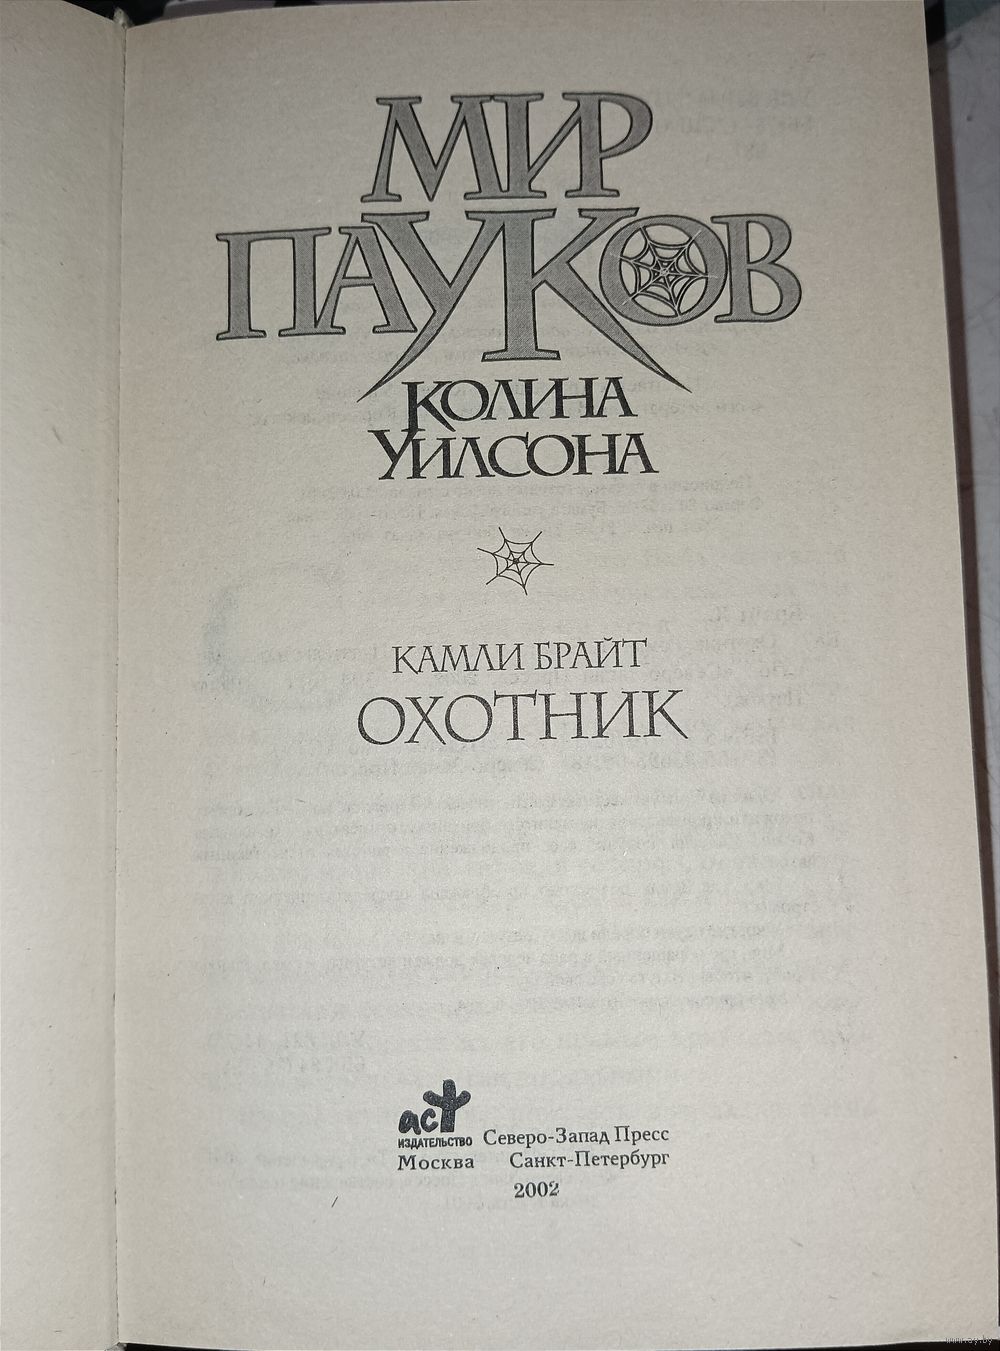 МИР
ПАУКОВ
КОЛИНА
УИЛСОНА
КАМЛИ БРАЙТ
ОХОТНИК
аст
ИЗДАТЕЛЬСТВО Северо-Запад Пресс
Москва Санкт-Петербург
2002